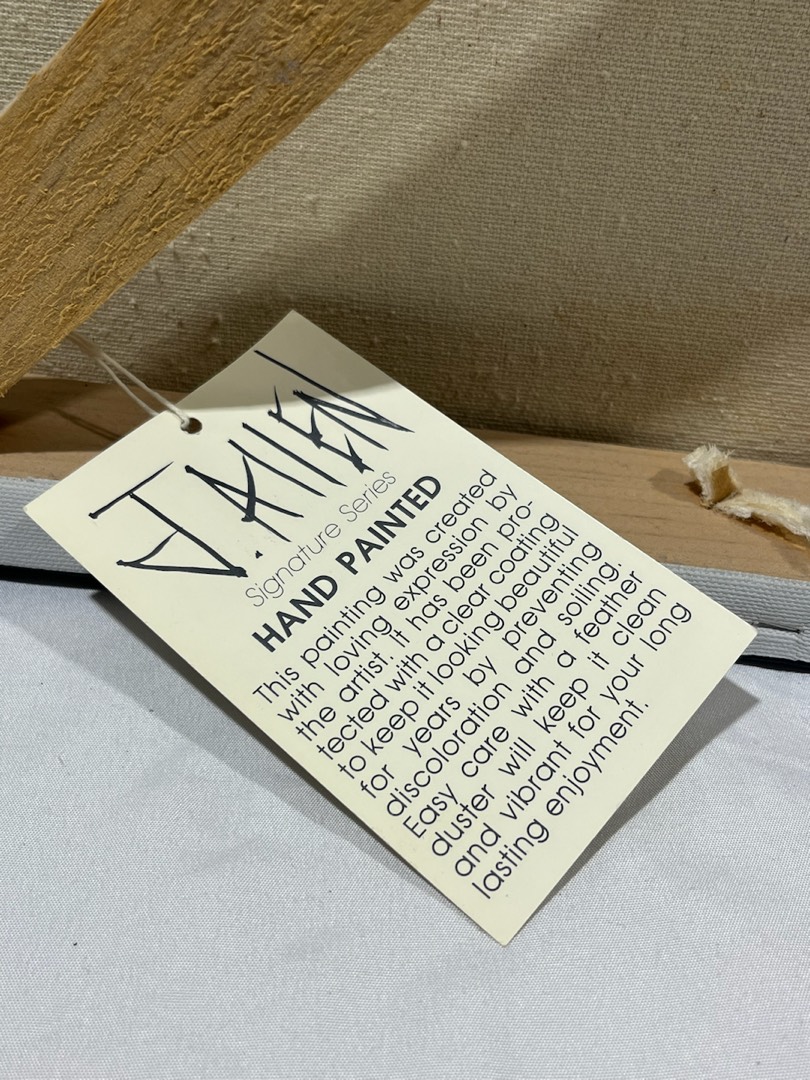 J. Allen
Signature Series
HAND PAINTED
This painting was created
with loving expression by
the artist. It has been pro-
tected with a clear coating
to keep it looking beautiful
for years by preventing
discoloration and soiling.
Easy care with a feather
duster will keep it clean
and vibrant for your long
lasting enjoyment.